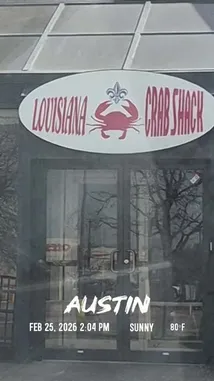 LOUISIANA CRAB SHACK
AUSTIN
FEB 25, 2026 2:04 PM SUNNY 80°F